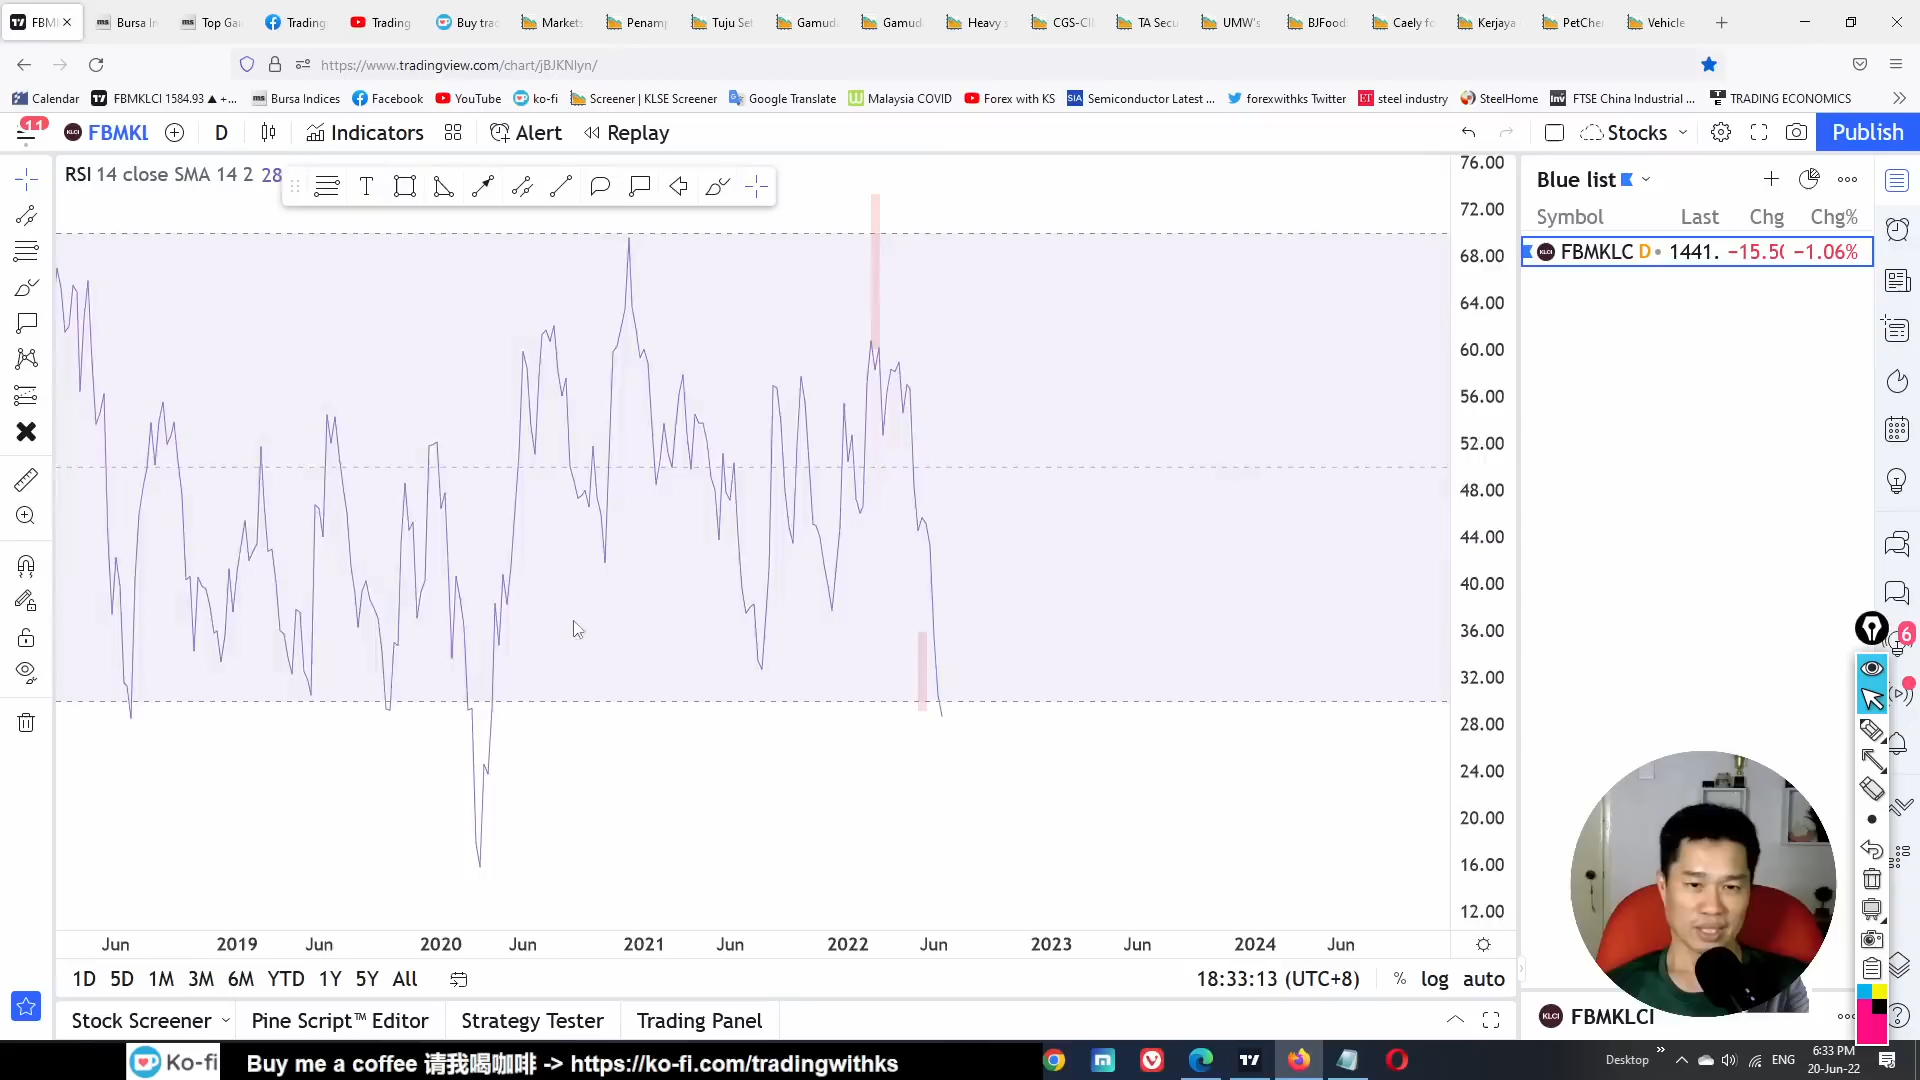 FBMI
Bursa In
Top Gai
Trading
Trading
Buy trad
Markets
Penam
Tuju Set
Gamud
Gamud
Heavy s
CGS-CI
TA Secu
UMW's
BJFood
Caely fo
Kerjaya
PetChe
Vehicle
https://www.tradingview.com/chart/jBJKNlyn/
Calendar
FBMKLCI 1584.93 ▲ +...
Bursa Indices
Facebook
YouTube
ko-fi
Screener | KLSE Screener
Google Translate
Malaysia COVID
Forex with KS
Semiconductor Latest ...
forexwithks Twitter
steel industry
SteelHome
FTSE China Industrial ...
TRADING ECONOMICS
11
FBMKL
D
Indicators
Alert
Replay
Stocks
Publish
RSI 14 close SMA 14 2 28
Blue list
Symbol Last Chg Chg%
FBMKLC D 1441. −15.5 −1.06%
76.00
72.00
68.00
64.00
60.00
56.00
52.00
48.00
44.00
40.00
36.00
32.00
28.00
24.00
20.00
16.00
12.00
6
Jun 2019 Jun 2020 Jun 2021 Jun 2022 Jun 2023 Jun 2024 Jun
1D 5D 1M 3M 6M YTD 1Y 5Y All
18:33:13 (UTC+8) % log auto
Stock Screener
Pine Script™ Editor
Strategy Tester
Trading Panel
FBMKLCI
Ko-fi
Buy me a coffee 请我喝咖啡 -> https://ko-fi.com/tradingwithks
Desktop
ENG
6:33 PM
20-Jun-22